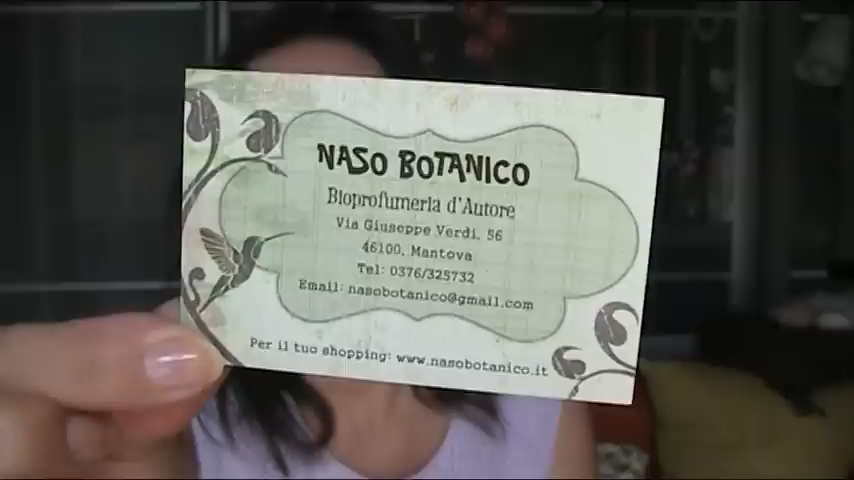 NASO BOTANICO
Bioprofumeria d'Autore
Via Giuseppe Verdi, 56
46100, Mantova
Tel: 0376/325732
Email: nasobotanico@gmail.com
Per il tuo shopping: www.nasobotanico.it